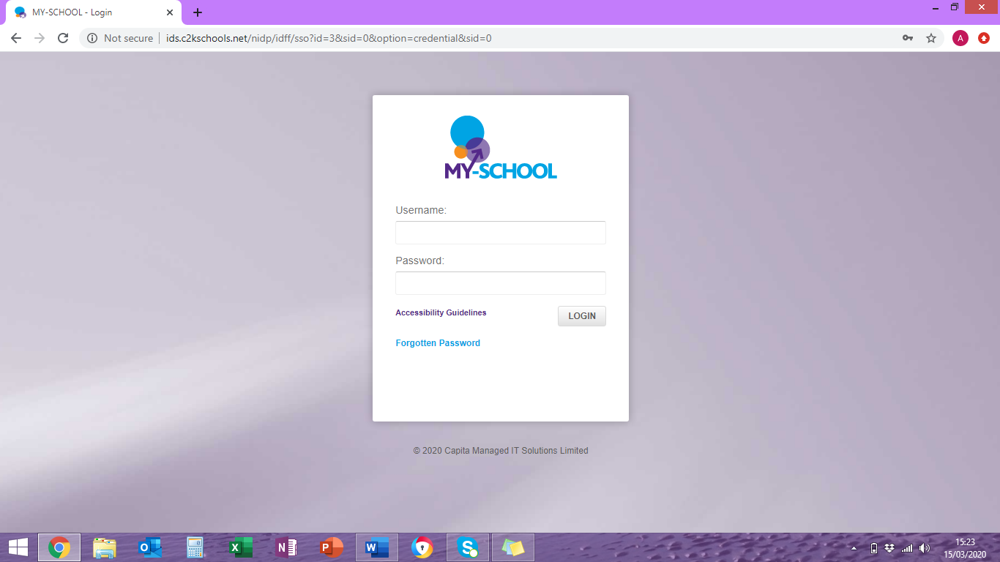 MY-SCHOOL - Login
Not secure
ids.c2kschools.net/nidp/idff/sso?id=3&sid=0&option=credential&sid=0
A
MY-SCHOOL
Username:
Password:
Accessibility Guidelines
LOGIN
Forgotten Password
© 2020 Capita Managed IT Solutions Limited
15:23
15/03/2020